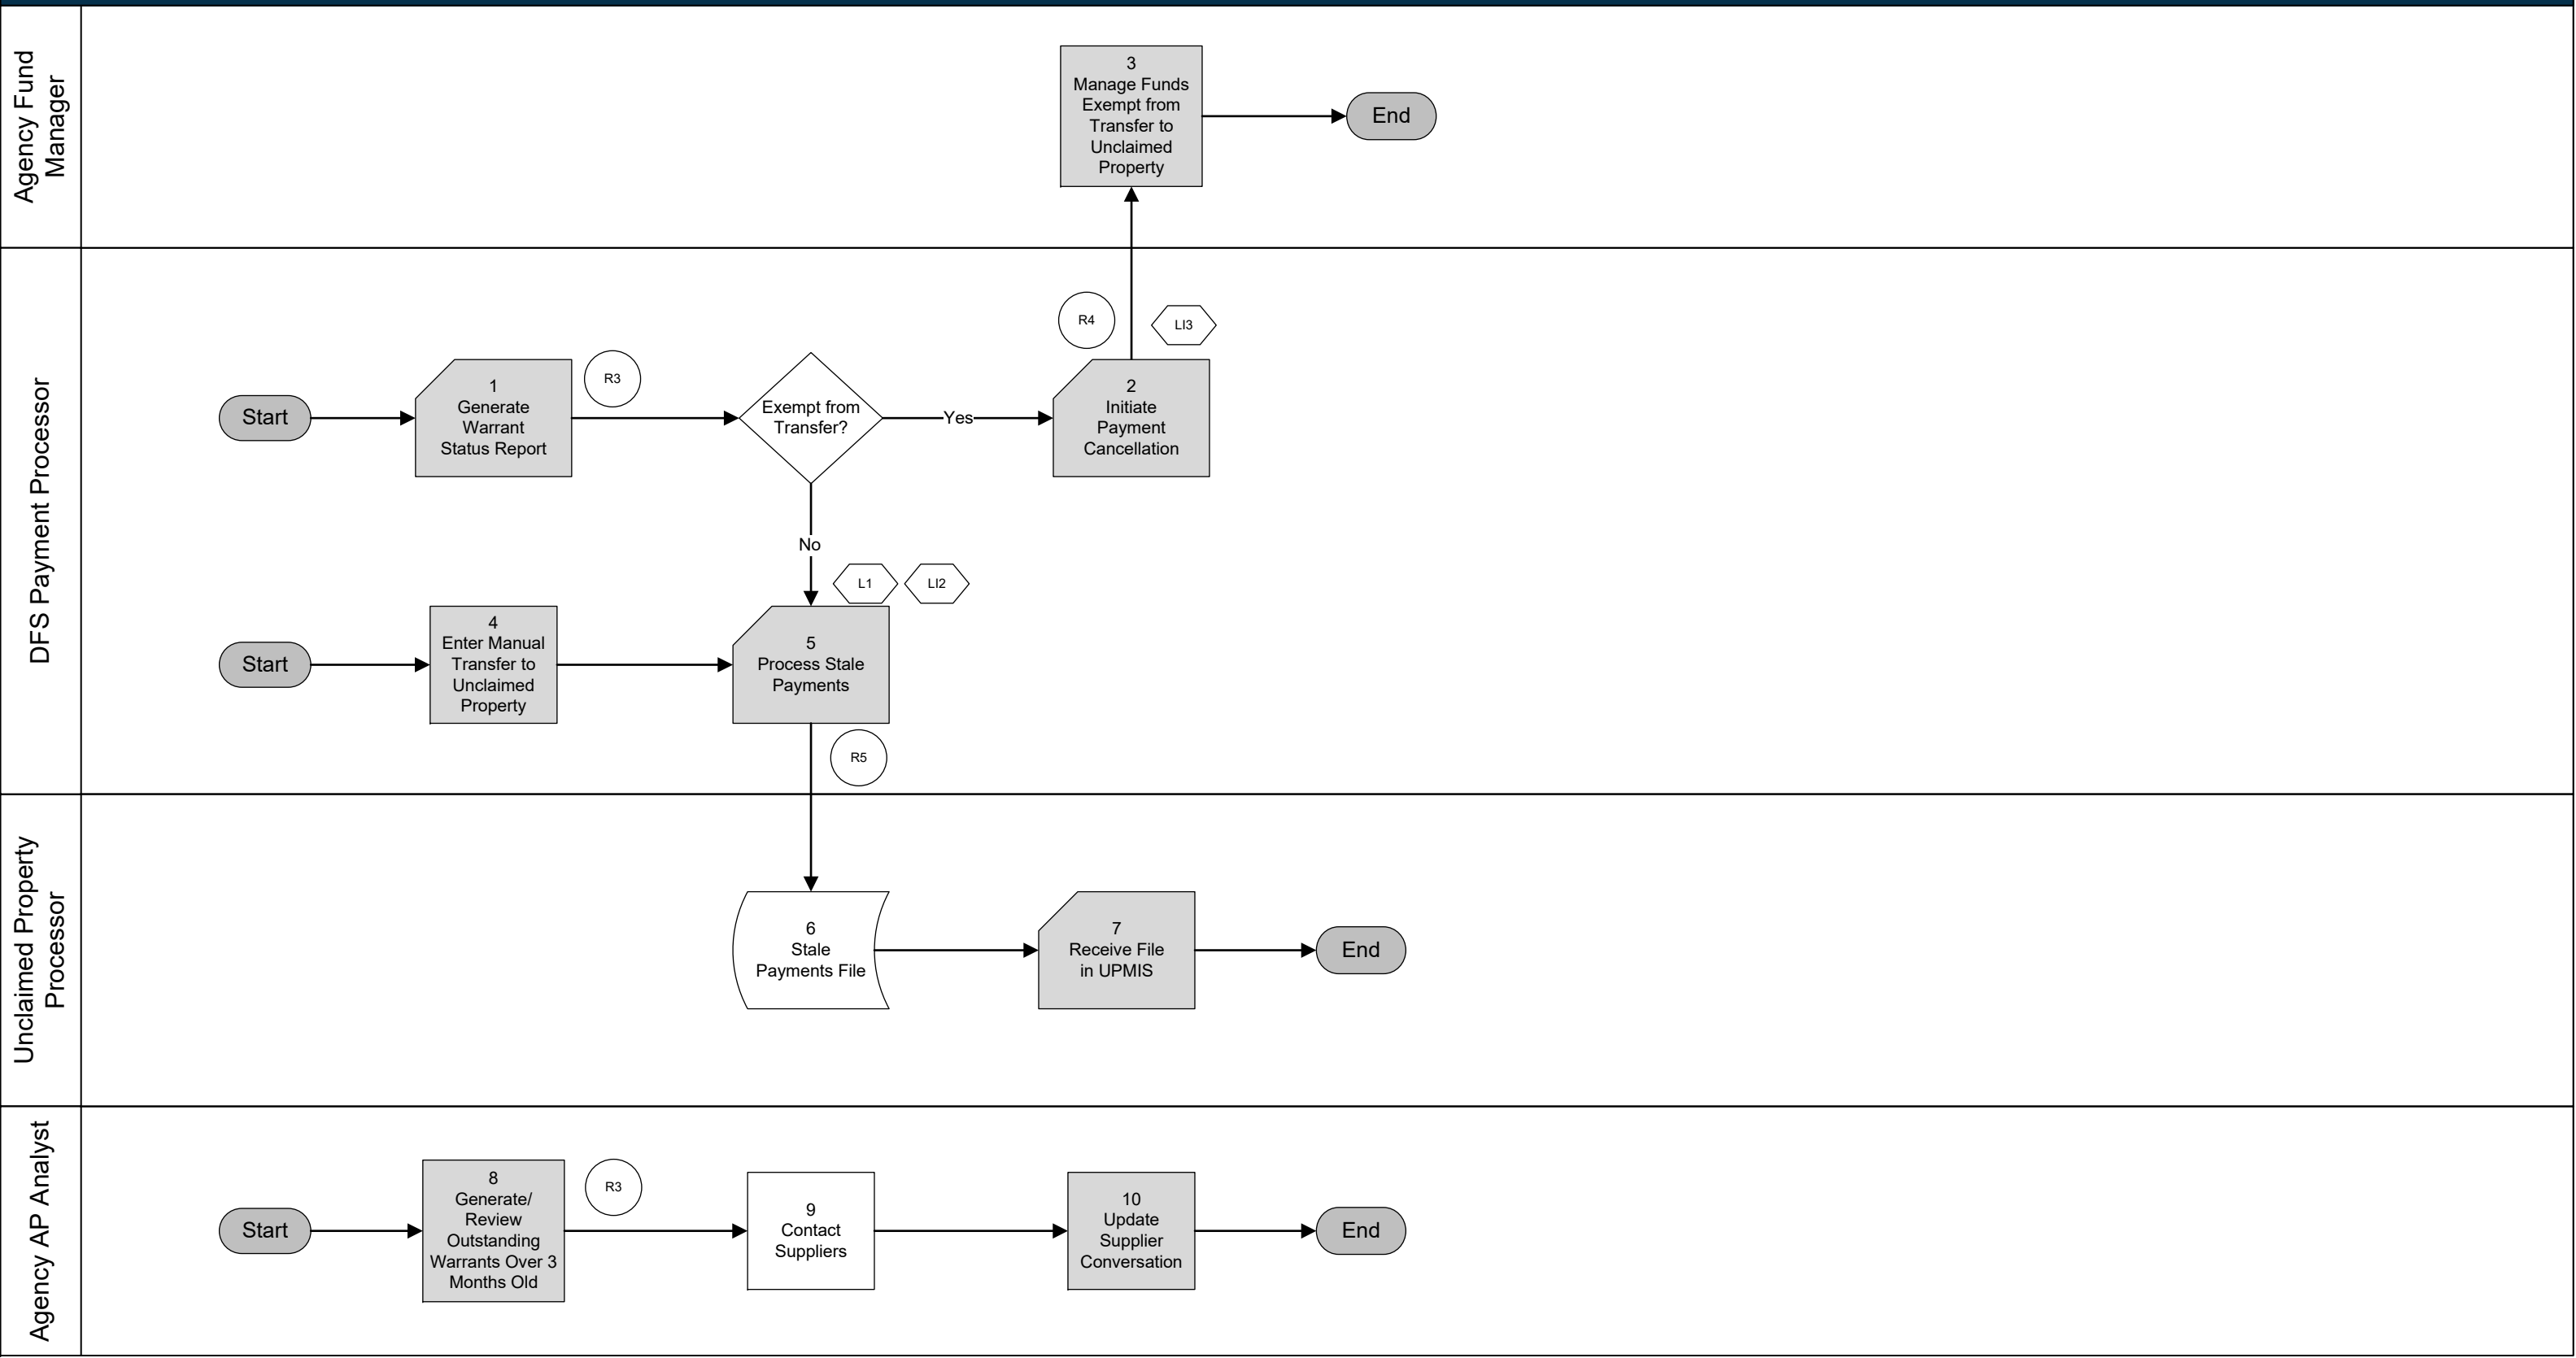 Agency Fund
Manager
3
Manage Funds
Exempt from
Transfer to
Unclaimed
Property
End
DFS Payment Processor
R4
LI3
Start
1
Generate
Warrant
Status Report
R3
Exempt from
Transfer?
Yes
2
Initiate
Payment
Cancellation
No
L1
LI2
Start
4
Enter Manual
Transfer to
Unclaimed
Property
5
Process Stale
Payments
R5
Unclaimed Property
Processor
6
Stale
Payments File
7
Receive File
in UPMIS
End
Agency AP Analyst
Start
8
Generate/
Review
Outstanding
Warrants Over 3
Months Old
R3
9
Contact
Suppliers
10
Update
Supplier
Conversation
End